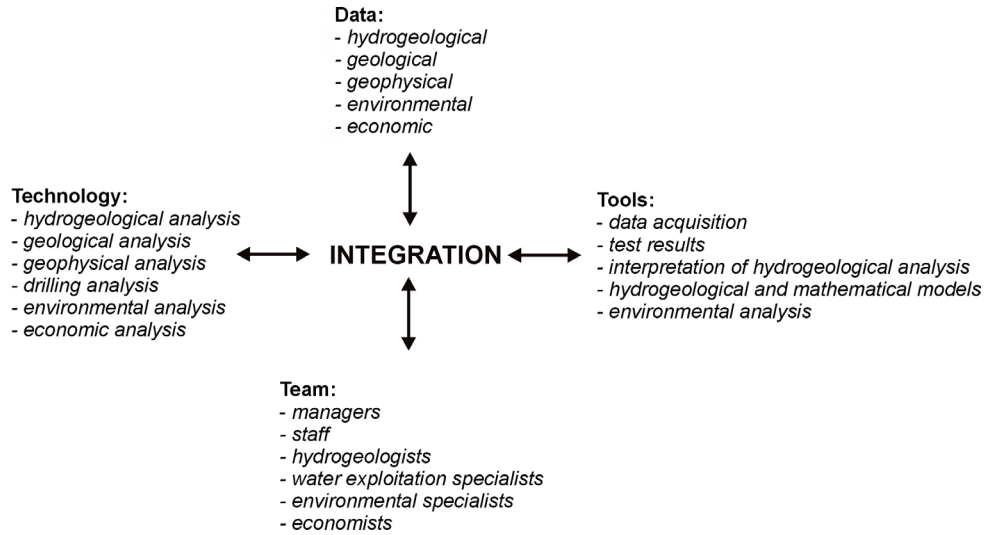 Data:
- hydrogeological
- geological
- geophysical
- environmental
- economic
Technology:
- hydrogeological analysis
- geological analysis
- geophysical analysis
- drilling analysis
- environmental analysis
- economic analysis
INTEGRATION
Tools:
- data acquisition
- test results
- interpretation of hydrogeological analysis
- hydrogeological and mathematical models
- environmental analysis
Team:
- managers
- staff
- hydrogeologists
- water exploitation specialists
- environmental specialists
- economists